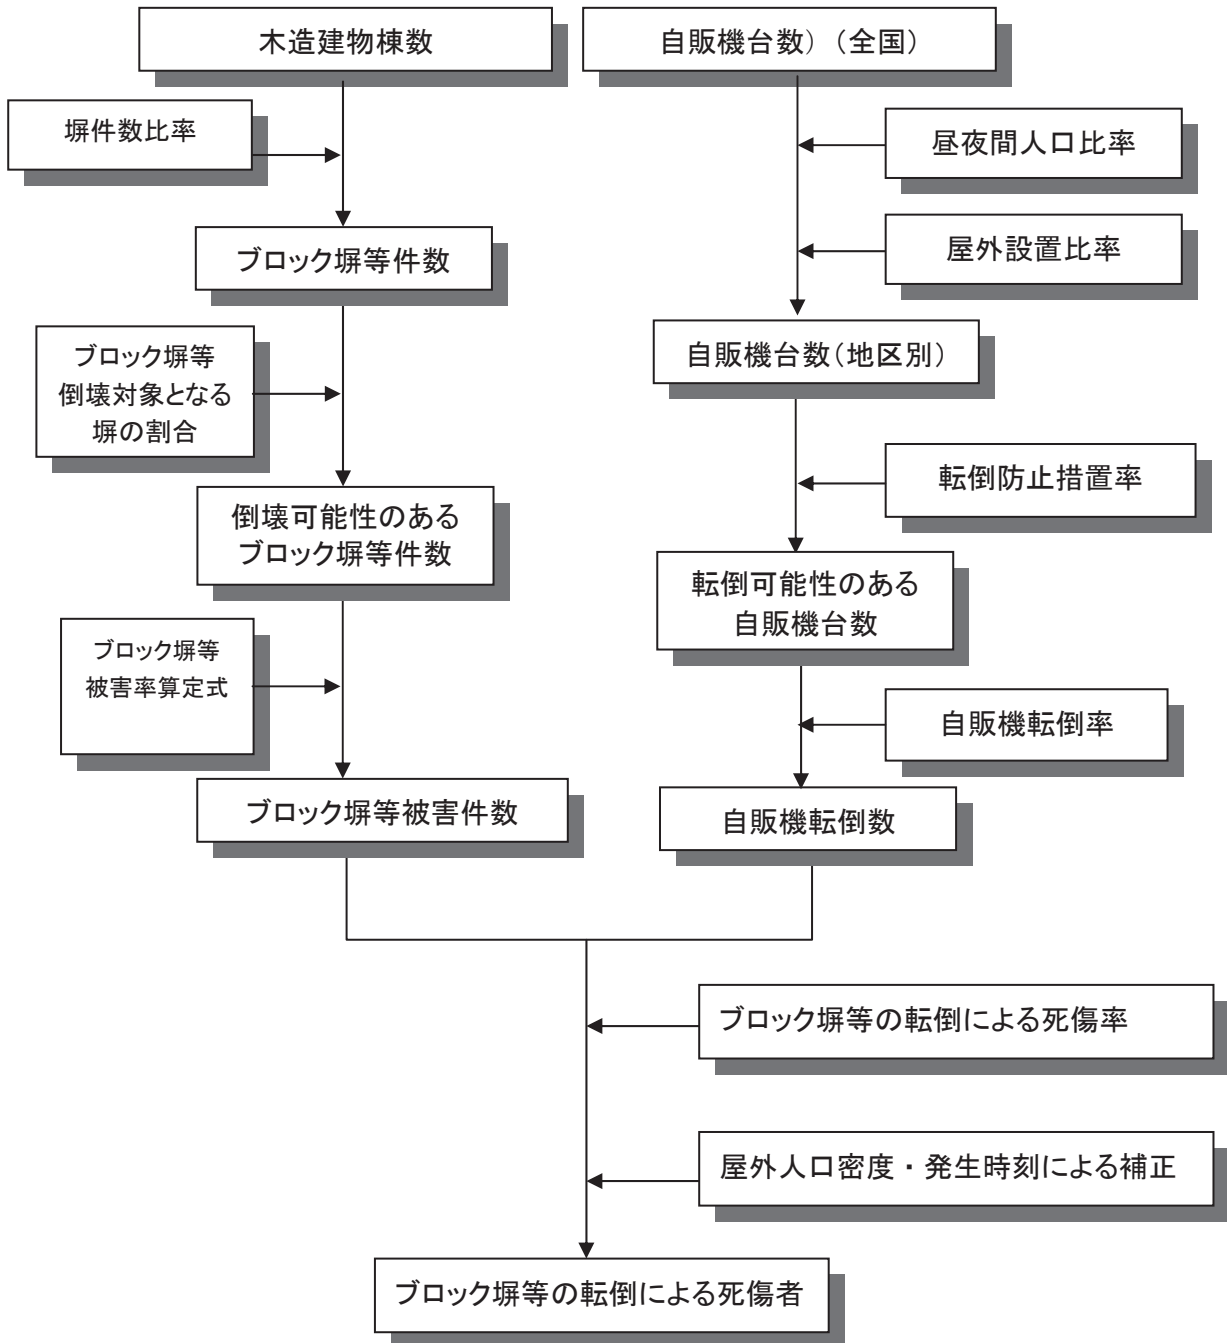 木造建物棟数
自販機台数）（全国）
塀件数比率
昼夜間人口比率
ブロック塀等件数
屋外設置比率
ブロック塀等
倒壊対象となる
塀の割合
自販機台数（地区別）
転倒防止措置率
倒壊可能性のある
ブロック塀等件数
転倒可能性のある
自販機台数
ブロック塀等
被害率算定式
自販機転倒率
ブロック塀等被害件数
自販機転倒数
ブロック塀等の転倒による死傷率
屋外人口密度・発生時刻による補正
ブロック塀等の転倒による死傷者